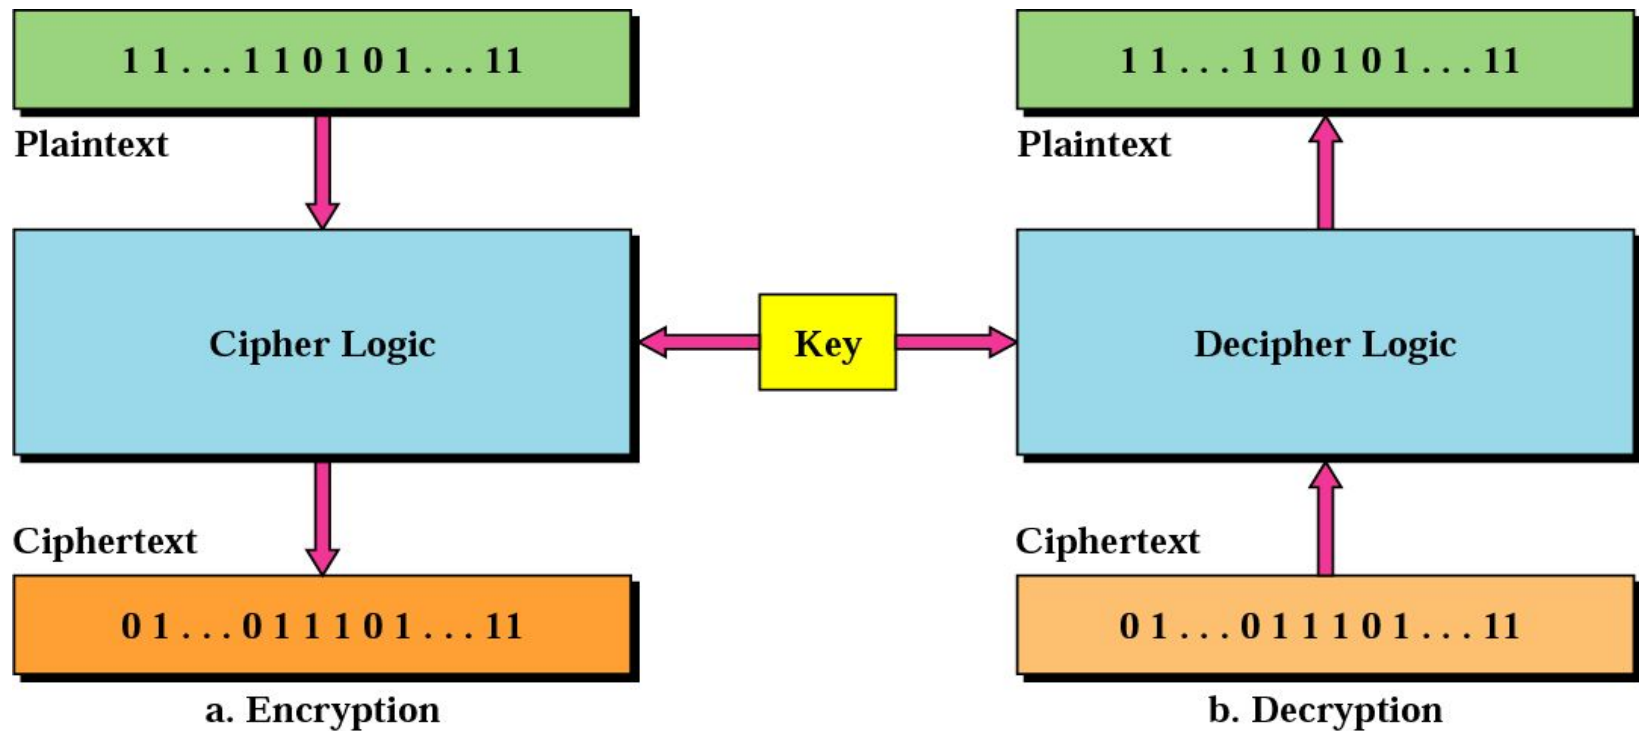 1 1 . . . 1 1 0 1 0 1 . . . 11
Plaintext
Cipher Logic
Ciphertext
0 1 . . . 0 1 1 1 0 1 . . . 11
a. Encryption
Key
1 1 . . . 1 1 0 1 0 1 . . . 11
Plaintext
Decipher Logic
Ciphertext
0 1 . . . 0 1 1 1 0 1 . . . 11
b. Decryption